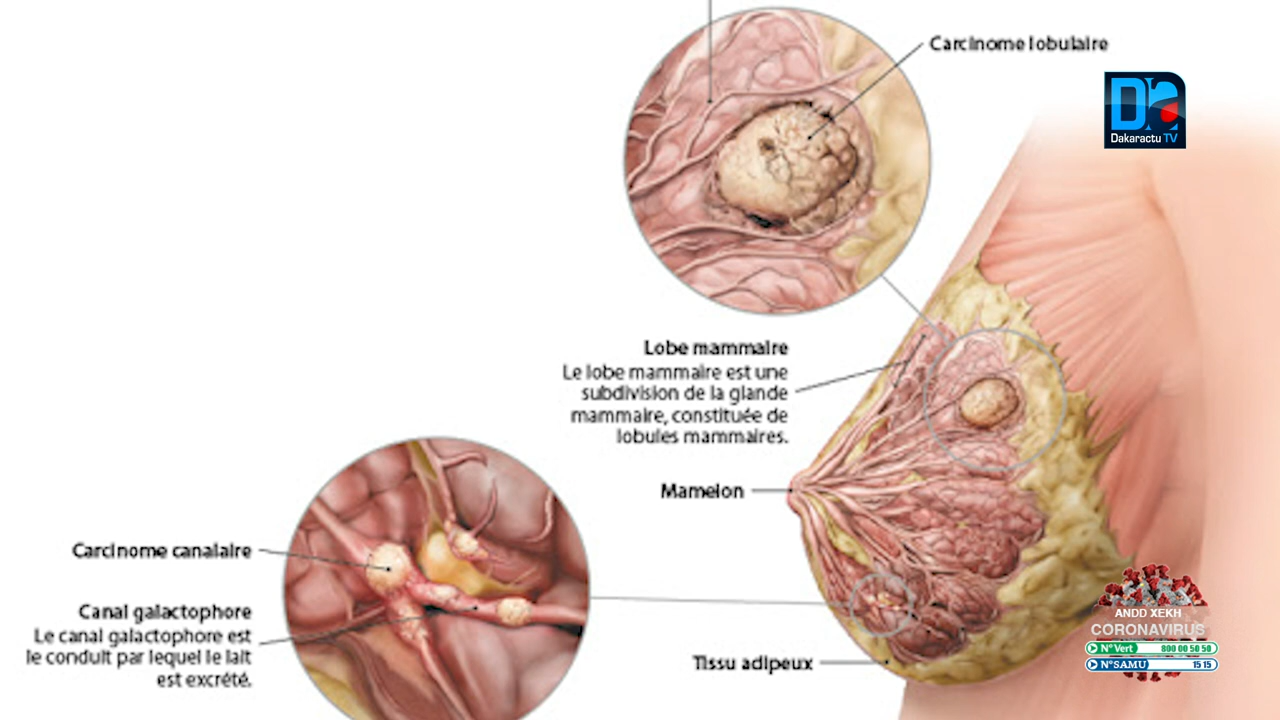 Carcinome lobulaire
Dakaractu TV
Lobe mammaire
Le lobe mammaire est une
subdivision de la glande
mammaire, constituée de
lobules mammaires.
Mamelon
Carcinome canalaire
Canal galactophore
Le canal galactophore est
le conduit par lequel le lait
est excrété.
Tissu adipeux
ANDD XEKH
CORONAVIRUS
N° Vert 800 00 50 50
N° SAMU 15 15